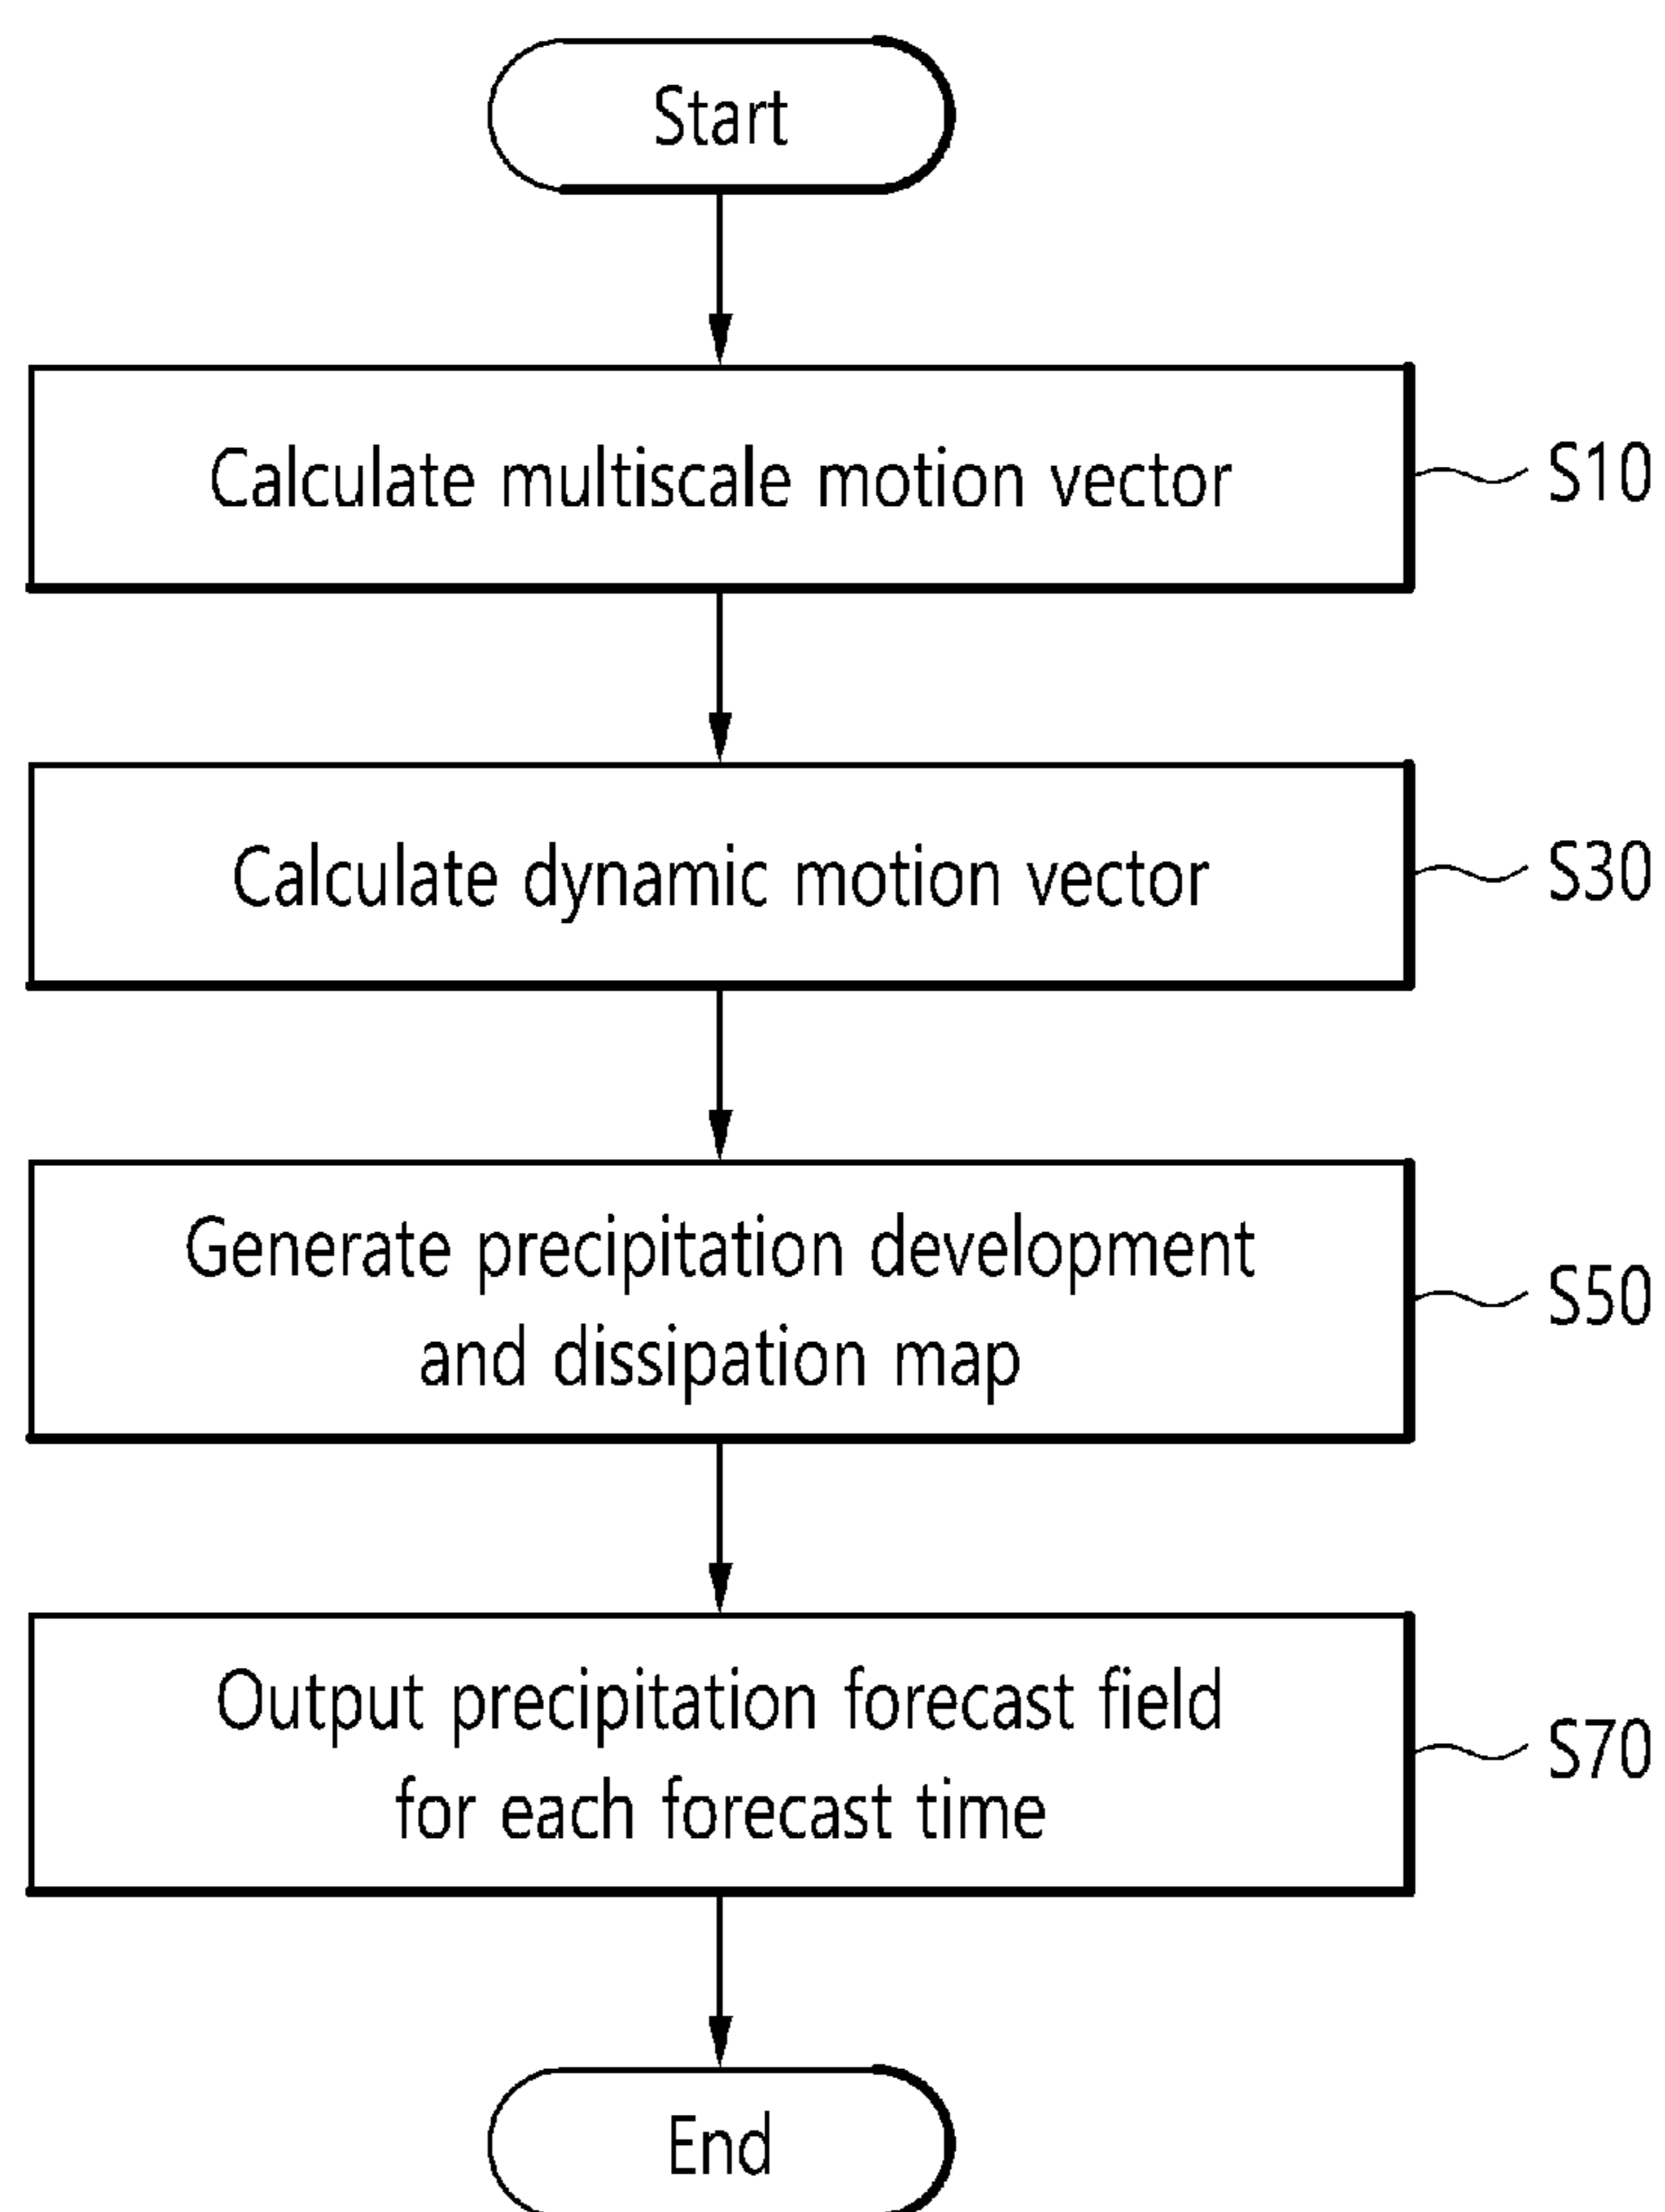 Start
Calculate multiscale motion vector
S10
Calculate dynamic motion vector
S30
Generate precipitation development
and dissipation map
S50
Output precipitation forecast field
for each forecast time
S70
End